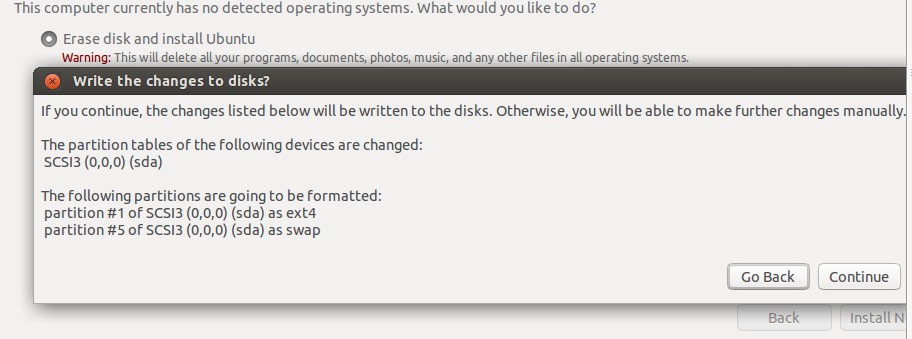 This computer currently has no detected operating systems. What would you like to do?
Erase disk and install Ubuntu
Warning: This will delete all your programs, documents, photos, music, and any other files in all operating systems.
Write the changes to disks?
If you continue, the changes listed below will be written to the disks. Otherwise, you will be able to make further changes manually.
The partition tables of the following devices are changed:
SCSI3 (0,0,0) (sda)
The following partitions are going to be formatted:
partition #1 of SCSI3 (0,0,0) (sda) as ext4
partition #5 of SCSI3 (0,0,0) (sda) as swap
Go Back Continue
Back Install N